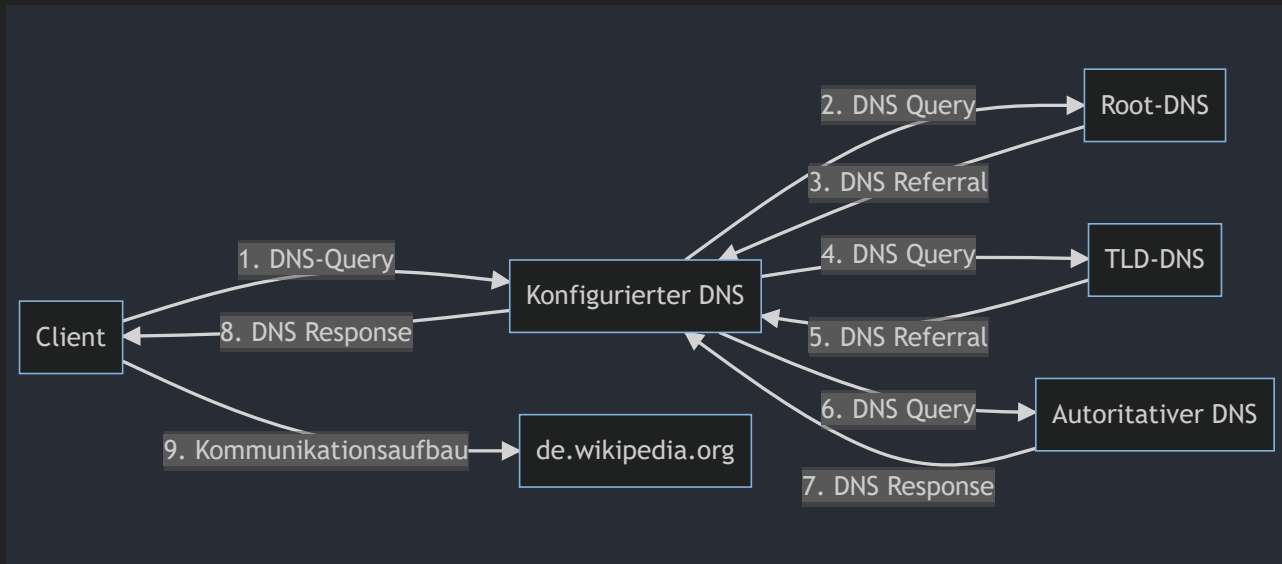 2. DNS Query
Root-DNS
3. DNS Referral
1. DNS-Query
4. DNS Query
TLD-DNS
Konfigurierter DNS
Client
8. DNS Response
5. DNS Referral
6. DNS Query
Autoritativer DNS
9. Kommunikationsaufbau
de.wikipedia.org
7. DNS Response